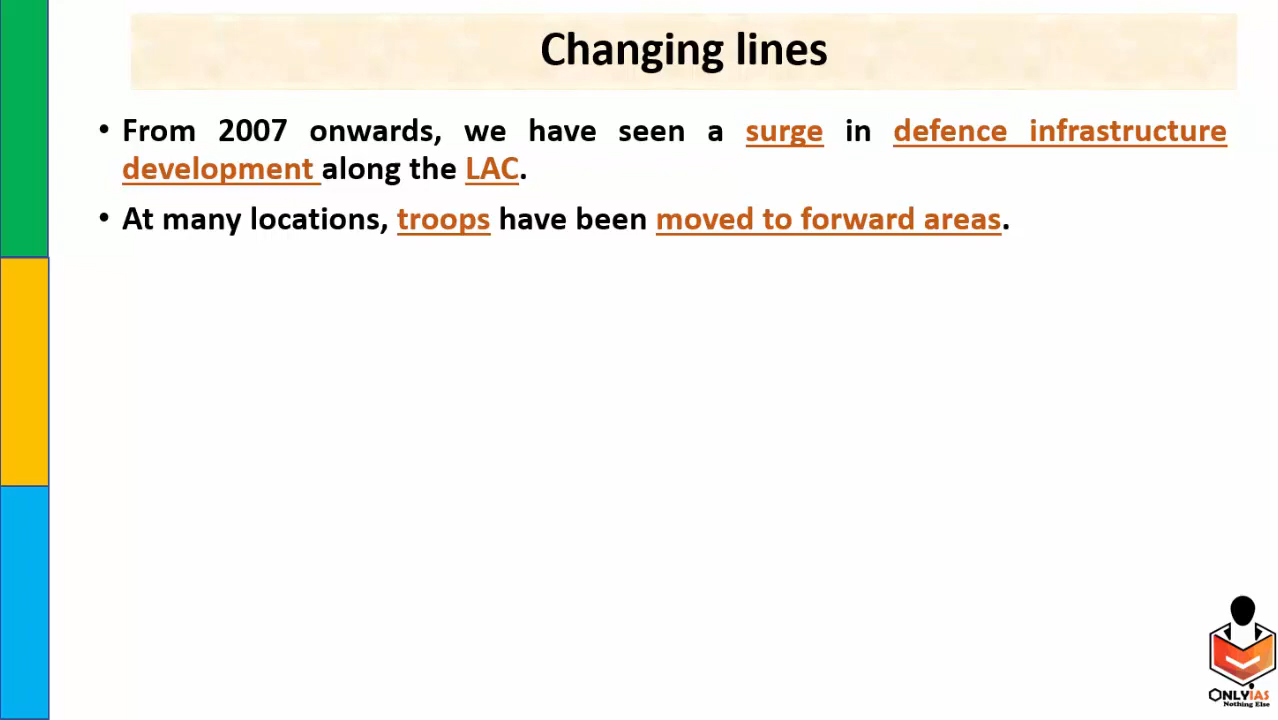 Changing lines
• From 2007 onwards, we have seen a surge in defence infrastructure
development along the LAC.
• At many locations, troops have been moved to forward areas.
ONLYIAS
Nothing Else